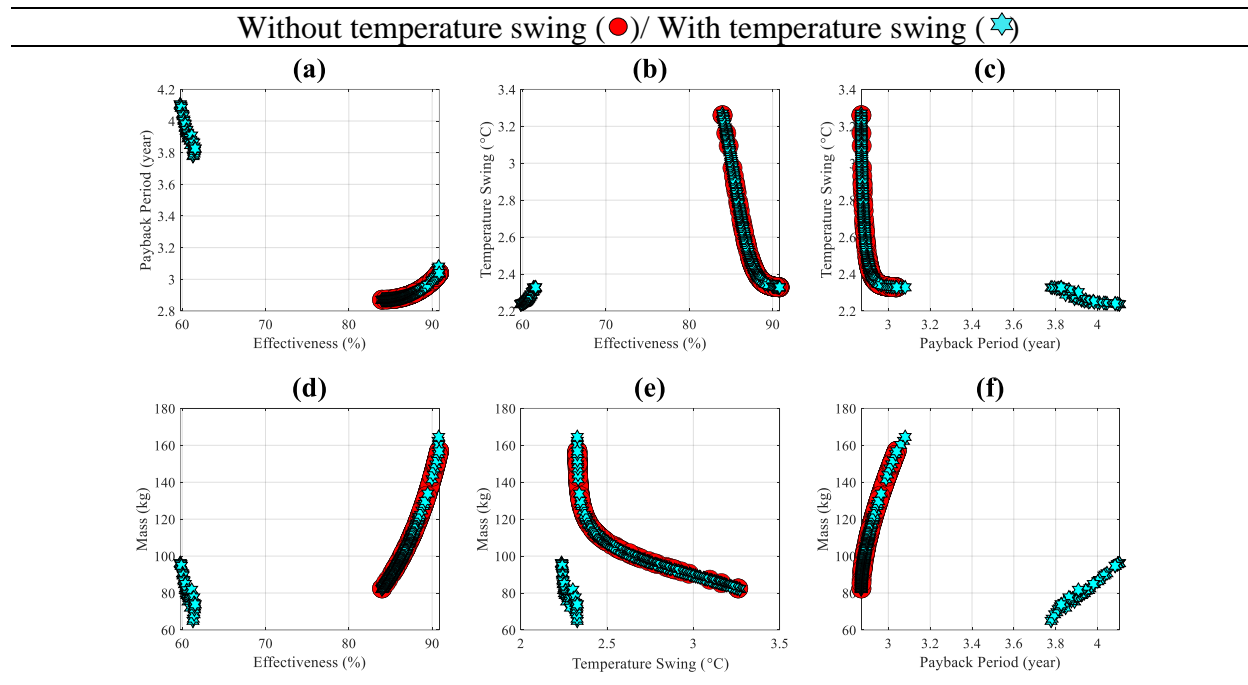 Without temperature swing ( )/ With temperature swing ( )
(a)
4.2
4
3.8
3.6
3.4
3.2
3
2.8
Payback Period (year)
60 70 80 90
Effectiveness (%)
(b)
3.4
3.2
3
2.8
2.6
2.4
2.2
Temperature Swing (°C)
60 70 80 90
Effectiveness (%)
(c)
3.4
3.2
3
2.8
2.6
2.4
2.2
Temperature Swing (°C)
3 3.2 3.4 3.6 3.8 4
Payback Period (year)
(d)
180
160
140
120
100
80
60
Mass (kg)
60 70 80 90
Effectiveness (%)
(e)
180
160
140
120
100
80
60
Mass (kg)
2 2.5 3 3.5
Temperature Swing (°C)
(f)
180
160
140
120
100
80
60
Mass (kg)
3 3.2 3.4 3.6 3.8 4
Payback Period (year)